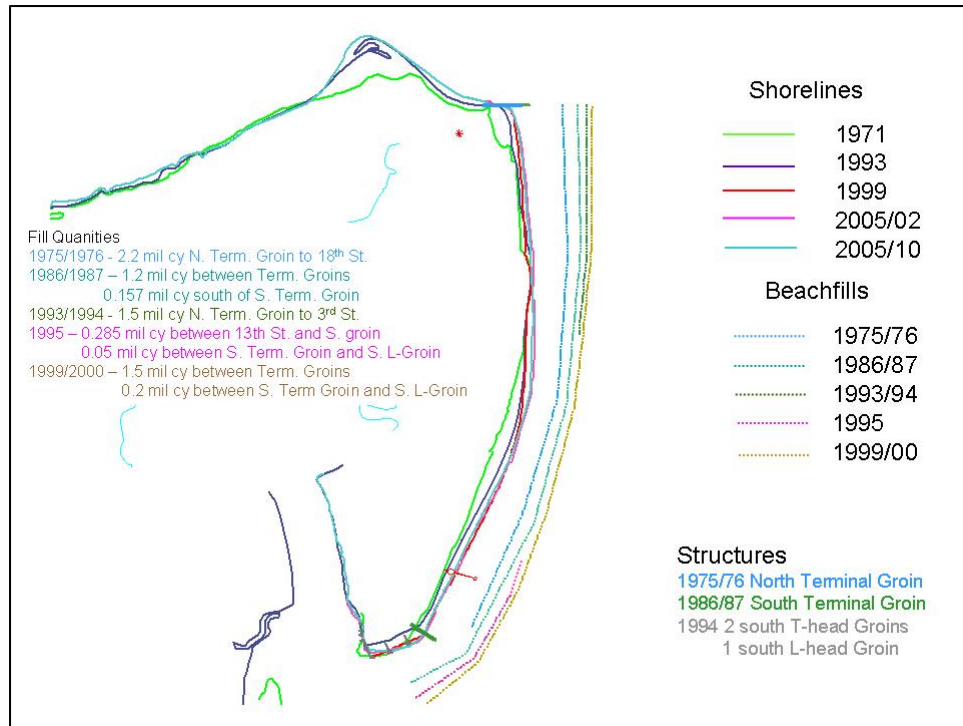 Fill Quanities
1975/1976 - 2.2 mil cy N. Term. Groin to 18th St.
1986/1987 – 1.2 mil cy between Term. Groins
0.157 mil cy south of S. Term. Groin
1993/1994 - 1.5 mil cy N. Term. Groin to 3rd St.
1995 – 0.285 mil cy between 13th St. and S. groin
0.05 mil cy between S. Term. Groin and S. L-Groin
1999/2000 – 1.5 mil cy between Term. Groins
0.2 mil cy between S. Term Groin and S. L-Groin
Shorelines
1971
1993
1999
2005/02
2005/10
Beachfills
1975/76
1986/87
1993/94
1995
1999/00
Structures
1975/76 North Terminal Groin
1986/87 South Terminal Groin
1994 2 south T-head Groins
1 south L-head Groin